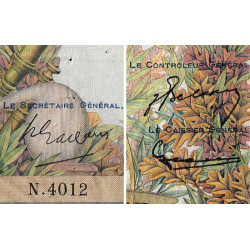 Le Secrétaire Général,
N.4012
Le Controleur Général
Le Caissier Général